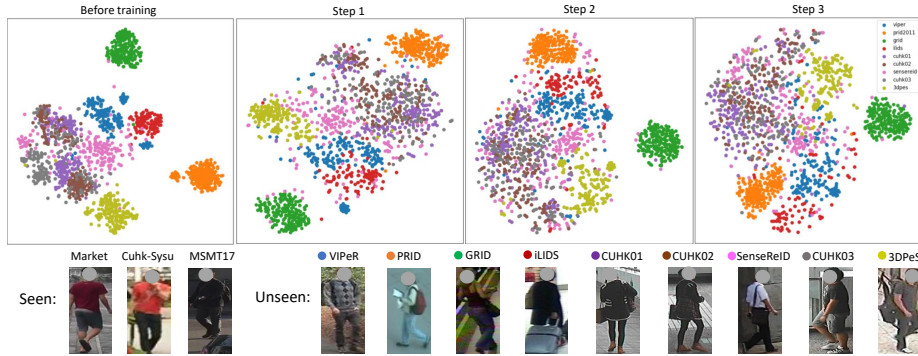 Before training
Step 1
Step 2
Step 3
viper
prid2011
grid
ilids
cuhk01
cuhk02
sensereid
cuhk03
3dpes
Market Cuhk-Sysu MSMT17
VIPeR PRID GRID iLIDS CUHK01 CUHK02 SenseReID CUHK03 3DPeS
Seen:
Unseen: